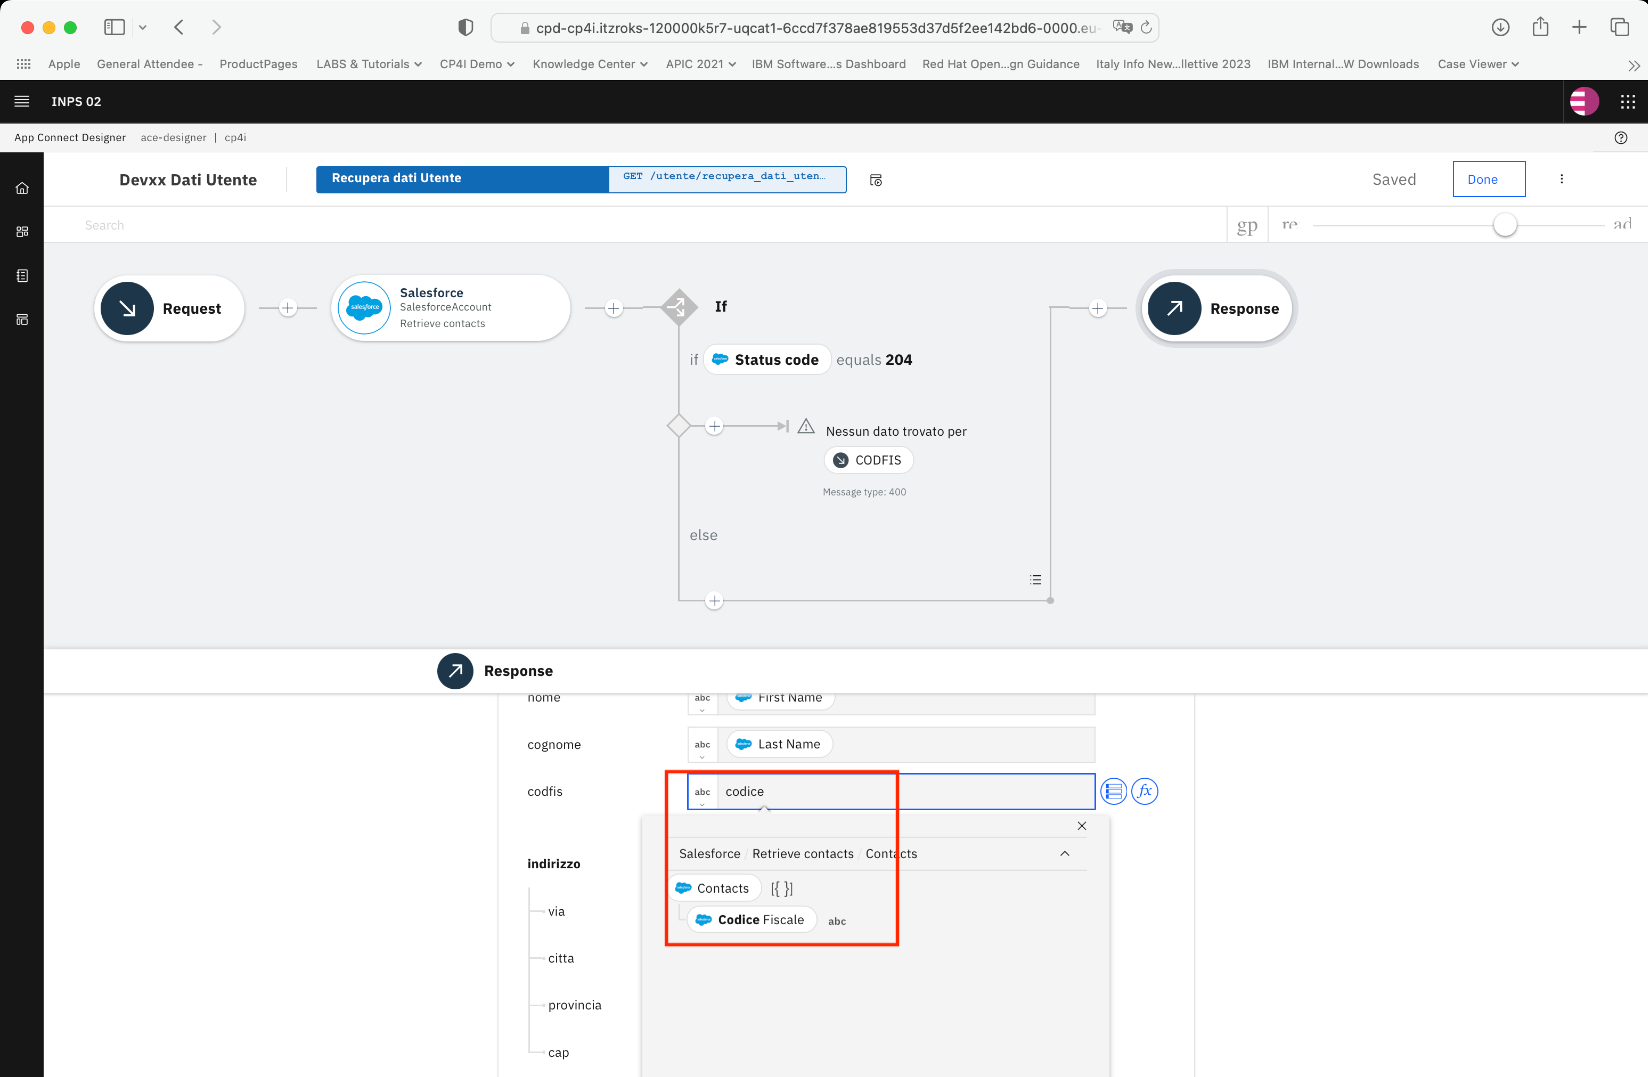 cpd-cp4i.itzroks-120000k5r7-uqcat1-6ccd7f378ae819553d37d5f2ee142bd6-0000.eu-
Apple General Attendee - ProductPages LABS & Tutorials CP4I Demo Knowledge Center APIC 2021 IBM Software...s Dashboard Red Hat Open...gn Guidance Italy Info New...llettive 2023 IBM Internal...W Downloads Case Viewer
INPS 02
App Connect Designer ace-designer | cp4i
Devxx Dati Utente
Recupera dati Utente GET /utente/recupera_dati_uten...
Saved
Done
Search
gp re ad
Request
Salesforce
SalesforceAccount
Retrieve contacts
If
Response
if Status code equals 204
Nessun dato trovato per
CODFIS
Message type: 400
else
Response
nome abc First Name
cognome abc Last Name
codfis abc codice fx
Salesforce / Retrieve contacts / Contacts
Contacts [{ }]
Codice Fiscale abc
indirizzo
via
citta
provincia
cap